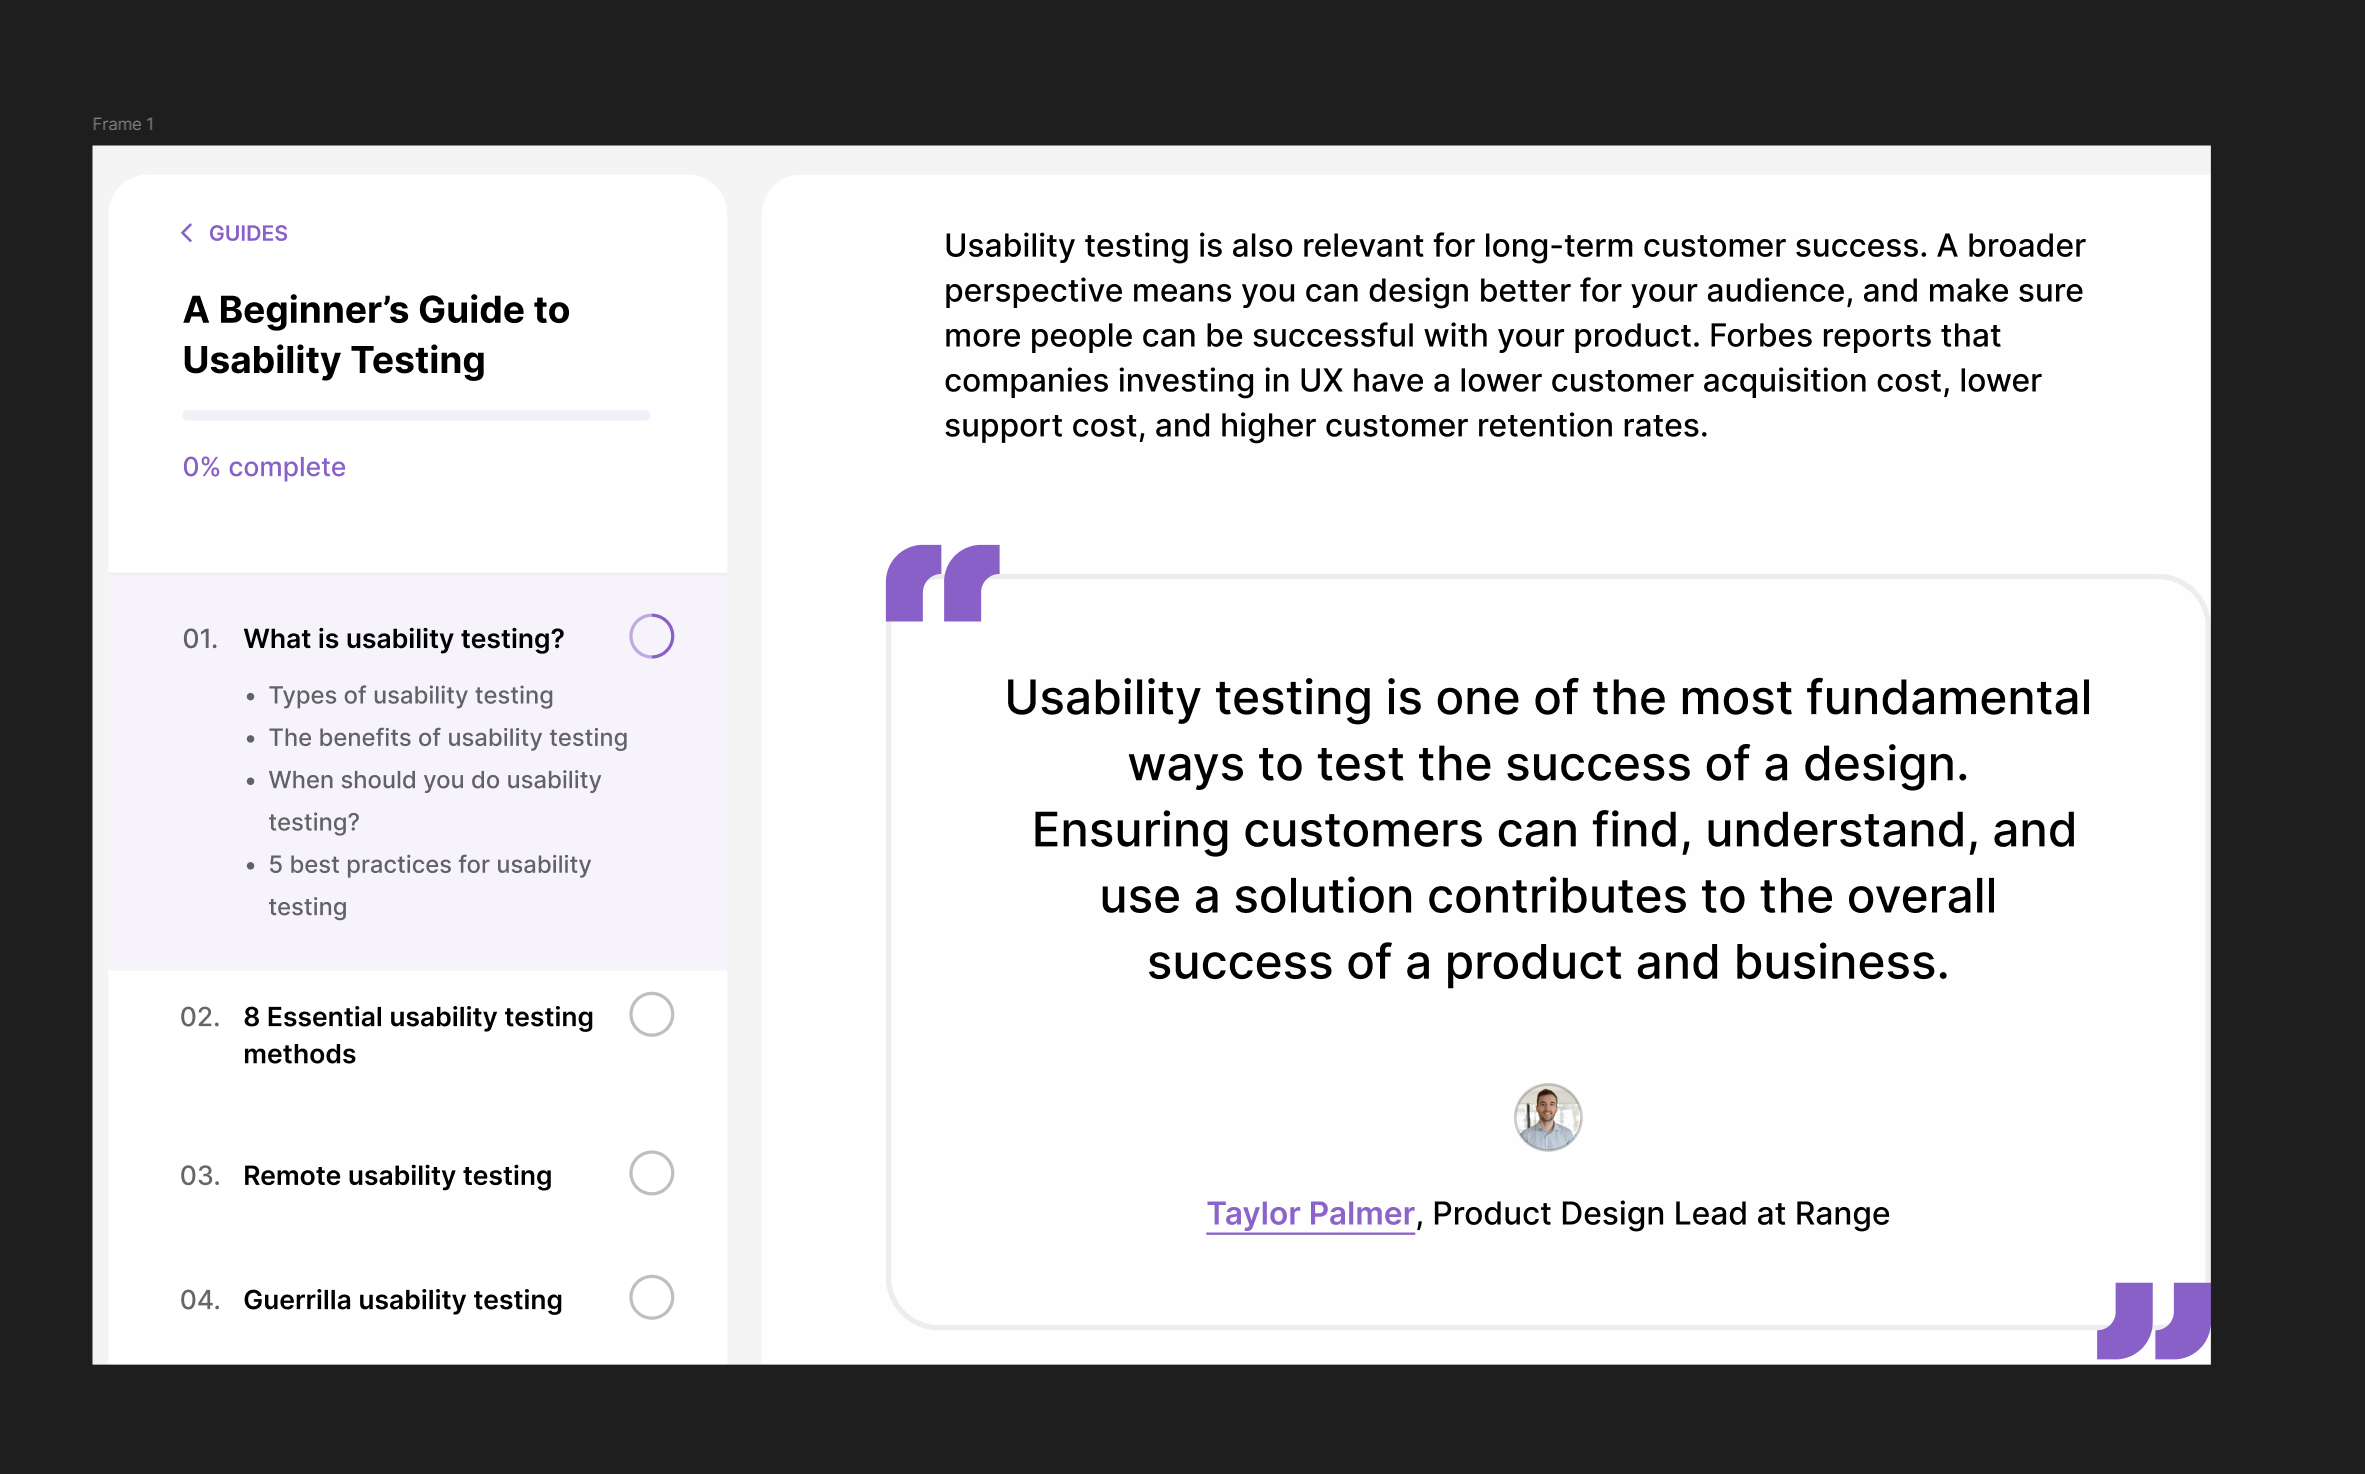 Frame 1
GUIDES
A Beginner’s Guide to
Usability Testing
0% complete
01. What is usability testing?
• Types of usability testing
• The benefits of usability testing
• When should you do usability
testing?
• 5 best practices for usability
testing
02. 8 Essential usability testing
methods
03. Remote usability testing
04. Guerrilla usability testing
Usability testing is also relevant for long-term customer success. A broader
perspective means you can design better for your audience, and make sure
more people can be successful with your product. Forbes reports that
companies investing in UX have a lower customer acquisition cost, lower
support cost, and higher customer retention rates.
“
Usability testing is one of the most fundamental
ways to test the success of a design.
Ensuring customers can find, understand, and
use a solution contributes to the overall
success of a product and business.
Taylor Palmer, Product Design Lead at Range
”